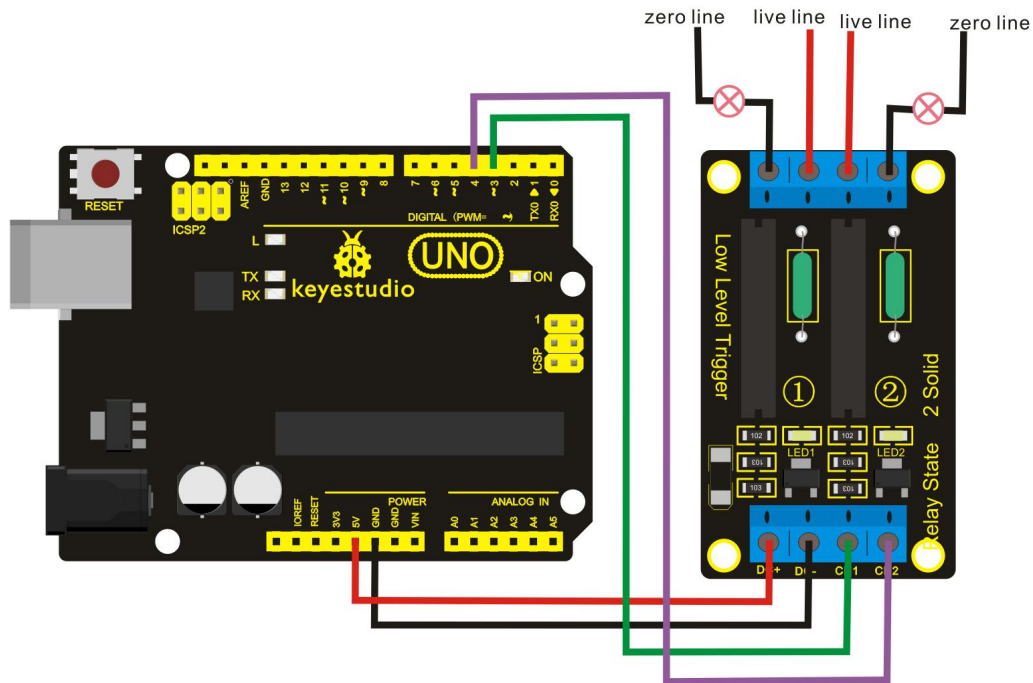 zero line
live line
live line
zero line
RESET
ICSP2
AREF
GND
13
12
~11
~10
~9
8
7
~6
~5
4
~3
2
TX0 ▶ 1
RX0 ◀ 0
DIGITAL (PWM=
L
TX
RX
keyestudio
UNO
ON
1
ICSP
IOREF
RESET
3V3
5V
GND
GND
VIN
POWER
ANALOG IN
A0
A1
A2
A3
A4
A5
Low Level Trigger
2 Solid
Relay State
①
②
102
LED1
102
LED2
103
103
103
103
DC+
DC-
CH1
CH2